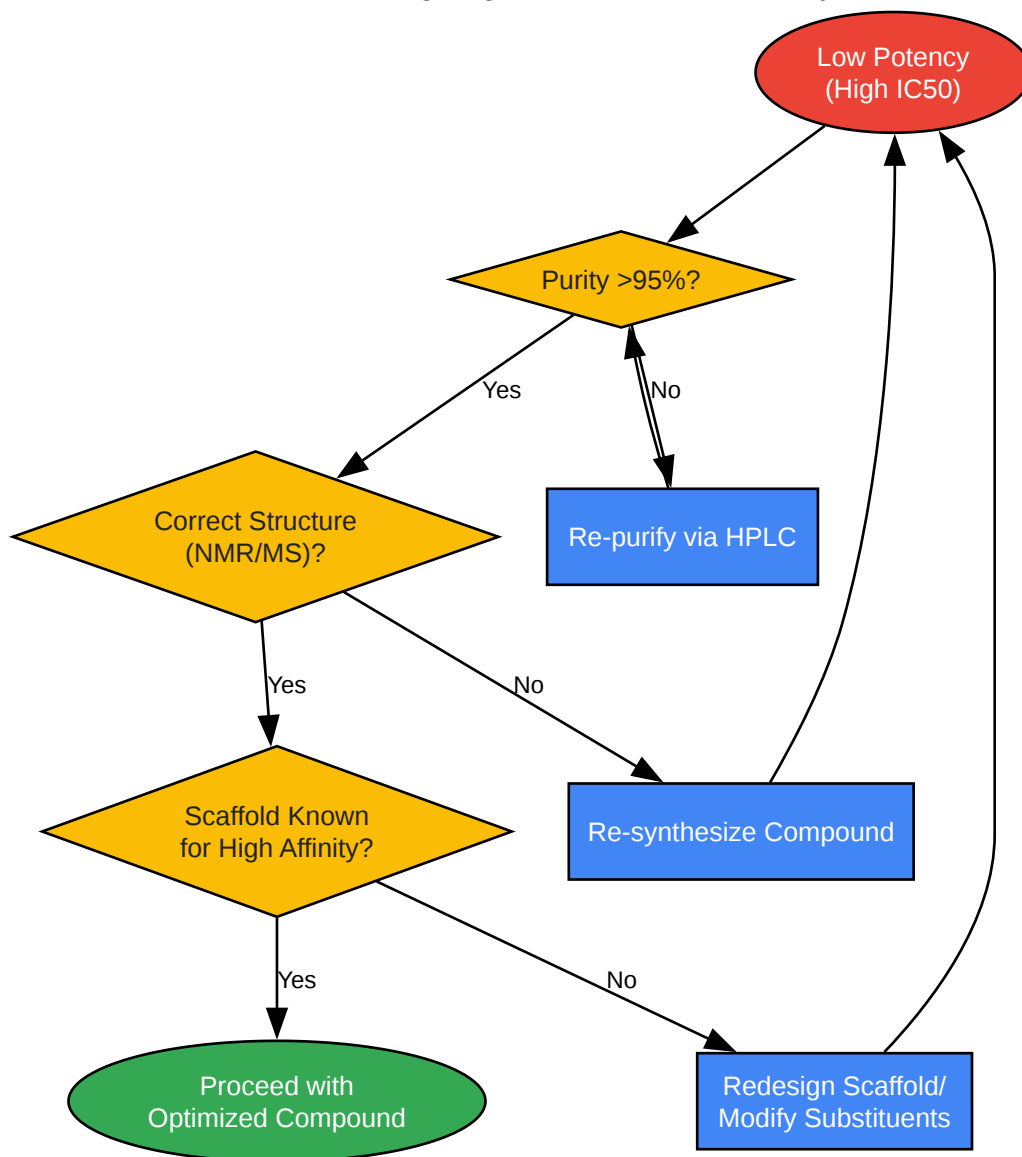 Low Potency
(High IC50)
Purity >95%?
Yes
No
Correct Structure
(NMR/MS)?
Re-purify via HPLC
Yes
No
Scaffold Known
for High Affinity?
Re-synthesize Compound
Yes
No
Proceed with
Optimized Compound
Redesign Scaffold/
Modify Substituents